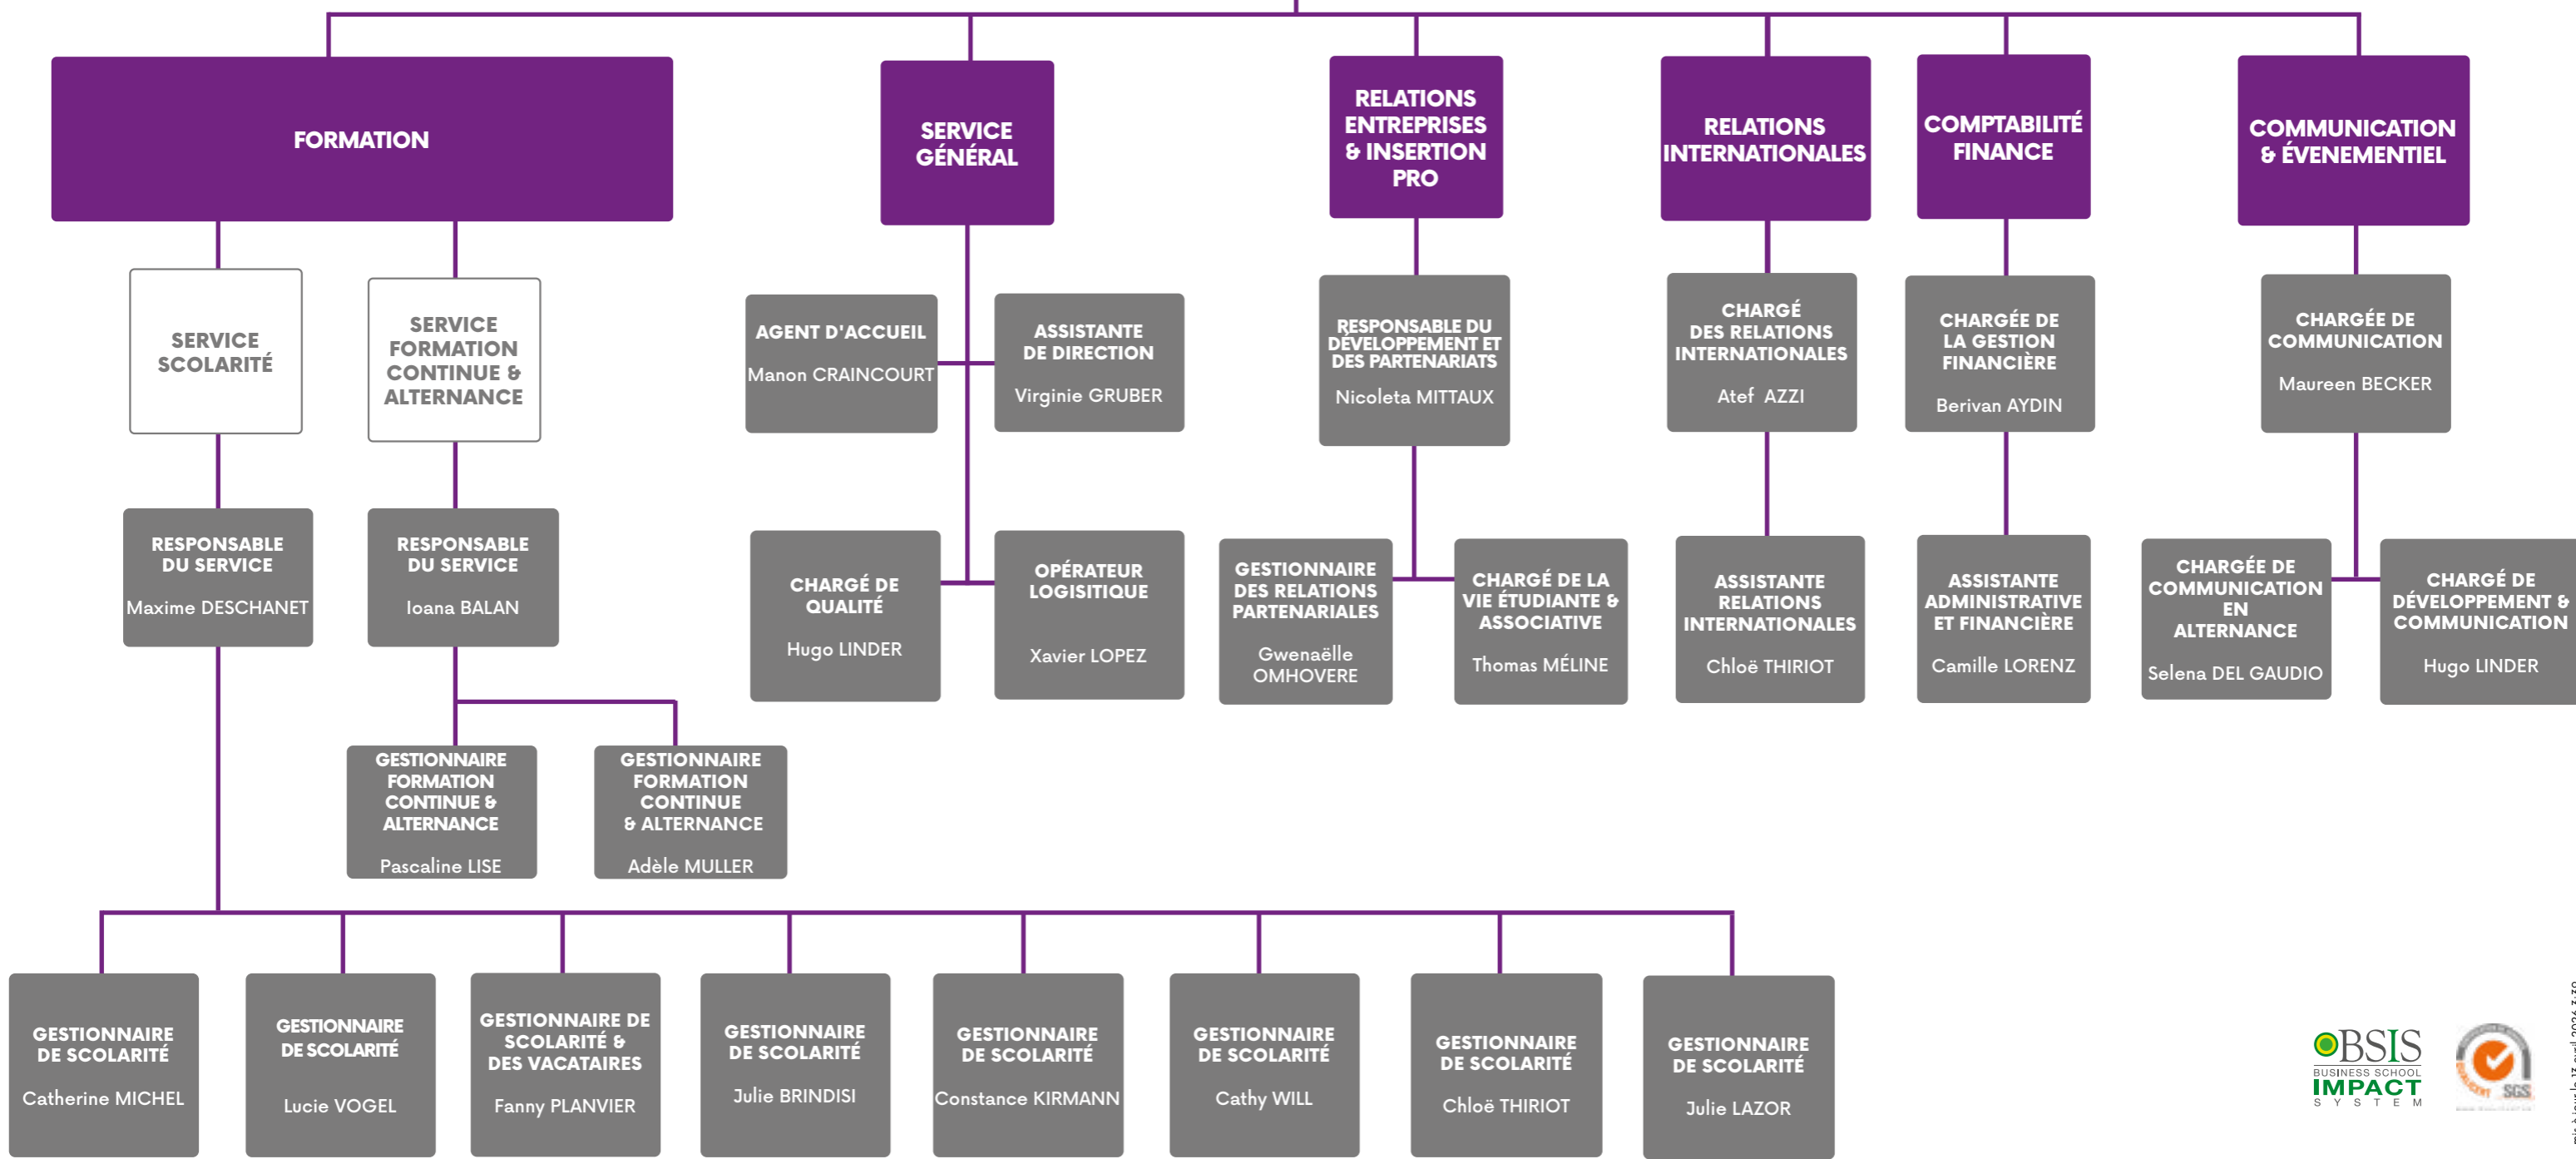 FORMATION
SERVICE
GÉNÉRAL
RELATIONS
ENTREPRISES
& INSERTION
PRO
RELATIONS
INTERNATIONALES
COMPTABILITÉ
FINANCE
COMMUNICATION
& ÉVENEMENTIEL
SERVICE
SCOLARITÉ
SERVICE
FORMATION
CONTINUE &
ALTERNANCE
AGENT D'ACCUEIL
Manon CRAINCOURT
ASSISTANTE
DE DIRECTION
Virginie GRUBER
RESPONSABLE DU
DÉVELOPPEMENT ET
DES PARTENARIATS
Nicoleta MITTAUX
CHARGÉ
DES RELATIONS
INTERNATIONALES
Atef AZZI
CHARGÉE DE
LA GESTION
FINANCIÈRE
Berivan AYDIN
CHARGÉE DE
COMMUNICATION
Maureen BECKER
RESPONSABLE
DU SERVICE
Maxime DESCHANET
RESPONSABLE
DU SERVICE
Ioana BALAN
CHARGÉ DE
QUALITÉ
Hugo LINDER
OPÉRATEUR
LOGISITIQUE
Xavier LOPEZ
GESTIONNAIRE
DES RELATIONS
PARTENARIALES
Gwenaëlle
OMHOVERE
CHARGÉ DE LA
VIE ÉTUDIANTE &
ASSOCIATIVE
Thomas MÉLINE
ASSISTANTE
RELATIONS
INTERNATIONALES
Chloë THIRIOT
ASSISTANTE
ADMINISTRATIVE
ET FINANCIÈRE
Camille LORENZ
CHARGÉE DE
COMMUNICATION
EN
ALTERNANCE
Selena DEL GAUDIO
CHARGÉ DE
DÉVELOPPEMENT &
COMMUNICATION
Hugo LINDER
GESTIONNAIRE
FORMATION
CONTINUE &
ALTERNANCE
Pascaline LISE
GESTIONNAIRE
FORMATION
CONTINUE
& ALTERNANCE
Adèle MULLER
GESTIONNAIRE
DE SCOLARITÉ
Catherine MICHEL
GESTIONNAIRE
DE SCOLARITÉ
Lucie VOGEL
GESTIONNAIRE DE
SCOLARITÉ &
DES VACATAIRES
Fanny PLANVIER
GESTIONNAIRE
DE SCOLARITÉ
Julie BRINDISI
GESTIONNAIRE
DE SCOLARITÉ
Constance KIRMANN
GESTIONNAIRE
DE SCOLARITÉ
Cathy WILL
GESTIONNAIRE
DE SCOLARITÉ
Chloë THIRIOT
GESTIONNAIRE
DE SCOLARITÉ
Julie LAZOR
BSIS
BUSINESS SCHOOL
IMPACT
SYSTEM
SGS
mis à jour le 13 avril 2026